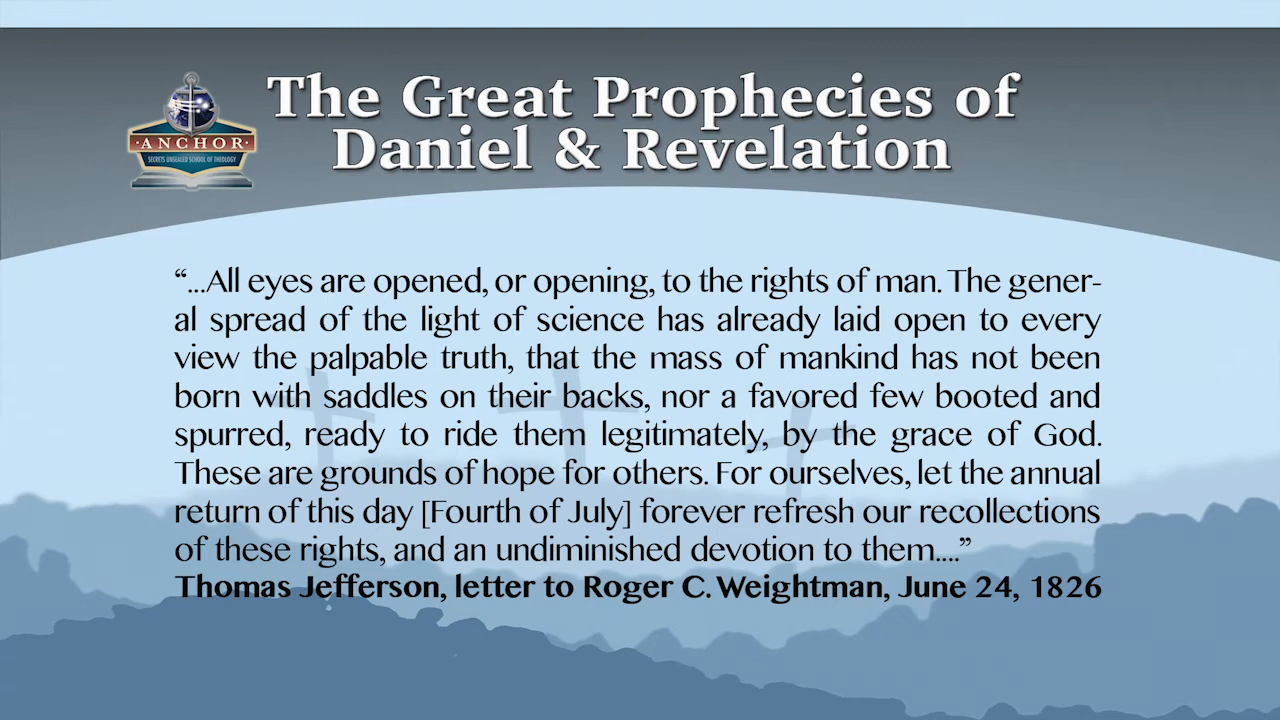 The Great Prophecies of
Daniel & Revelation
·ANCHOR·
SECRETS UNSEALED SCHOOL OF THEOLOGY
“...All eyes are opened, or opening, to the rights of man. The gener-
al spread of the light of science has already laid open to every
view the palpable truth, that the mass of mankind has not been
born with saddles on their backs, nor a favored few booted and
spurred, ready to ride them legitimately, by the grace of God.
These are grounds of hope for others. For ourselves, let the annual
return of this day [Fourth of July] forever refresh our recollections
of these rights, and an undiminished devotion to them....”
Thomas Jefferson, letter to Roger C. Weightman, June 24, 1826